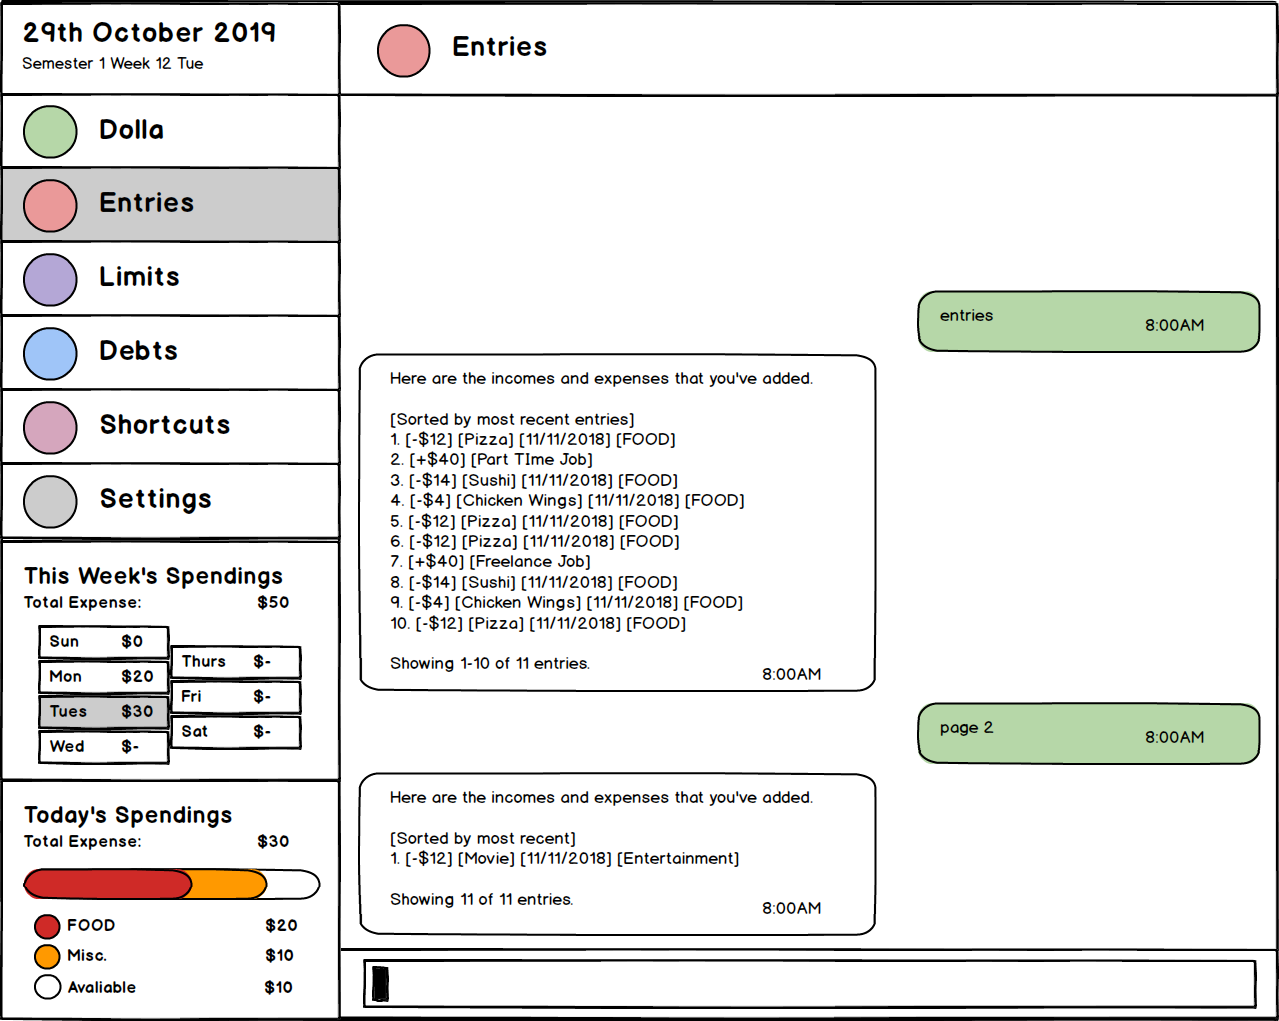 29th October 2019
Semester 1 Week 12 Tue
Dolla
Entries
Limits
Debts
Shortcuts
Settings
This Week's Spendings
Total Expense: $50
Sun $0
Mon $20
Tues $30
Wed $-
Thurs $-
Fri $-
Sat $-
Today's Spendings
Total Expense: $30
FOOD $20
Misc. $10
Avaliable $10
Entries
entries
8:00AM
Here are the incomes and expenses that you've added.
[Sorted by most recent entries]
1. [-$12] [Pizza] [11/11/2018] [FOOD]
2. [+$40] [Part TIme Job]
3. [-$14] [Sushi] [11/11/2018] [FOOD]
4. [-$4] [Chicken Wings] [11/11/2018] [FOOD]
5. [-$12] [Pizza] [11/11/2018] [FOOD]
6. [-$12] [Pizza] [11/11/2018] [FOOD]
7. [+$40] [Freelance Job]
8. [-$14] [Sushi] [11/11/2018] [FOOD]
9. [-$4] [Chicken Wings] [11/11/2018] [FOOD]
10. [-$12] [Pizza] [11/11/2018] [FOOD]
Showing 1-10 of 11 entries.
8:00AM
page 2
8:00AM
Here are the incomes and expenses that you've added.
[Sorted by most recent]
1. [-$12] [Movie] [11/11/2018] [Entertainment]
Showing 11 of 11 entries.
8:00AM